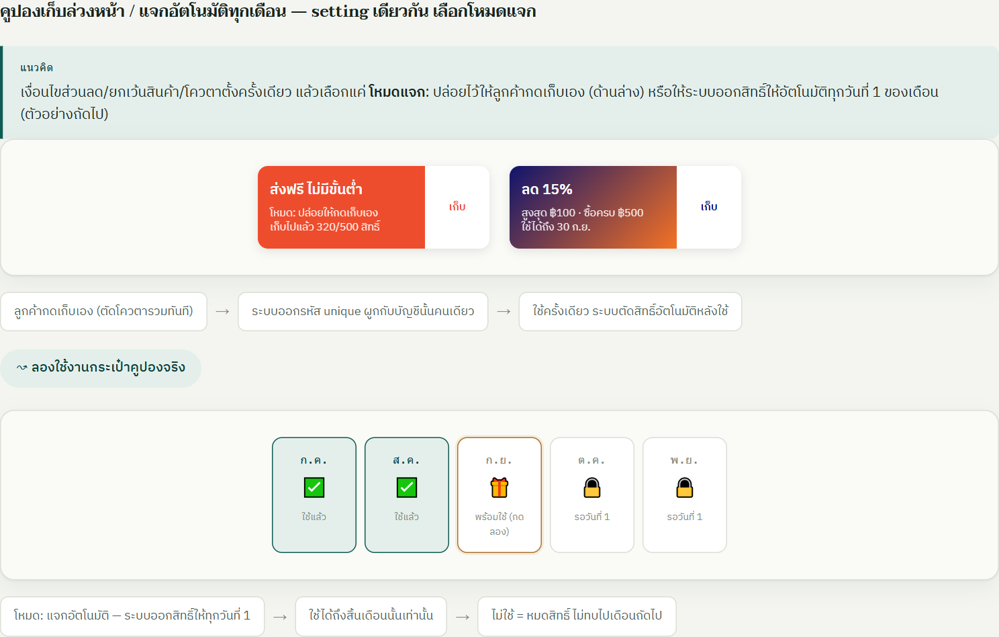 คูปองเก็บล่วงหน้า / แจกอัตโนมัติทุกเดือน — setting เดียวกัน เลือกโหมดแจก
แนวคิด
เงื่อนไขส่วนลด/ยกเว้นสินค้า/โควตาตั้งครั้งเดียว แล้วเลือกแค่ โหมดแจก: ปล่อยไว้ให้ลูกค้ากดเก็บเอง (ด้านล่าง) หรือให้ระบบออกสิทธิ์ให้อัตโนมัติทุกวันที่ 1 ของเดือน
(ตัวอย่างถัดไป)
ส่งฟรี ไม่มีขั้นต่ำ
โหมด: ปล่อยให้กดเก็บเอง
เก็บไปแล้ว 320/500 สิทธิ์
เก็บ
ลด 15%
สูงสุด ฿100 · ซื้อครบ ฿500
ใช้ได้ถึง 30 ก.ย.
เก็บ
ลูกค้ากดเก็บเอง (ตัดโควตารวมทันที)
→
ระบบออกรหัส unique ผูกกับบัญชีนั้นคนเดียว
→
ใช้ครั้งเดียว ระบบตัดสิทธิ์อัตโนมัติหลังใช้
↝ ลองใช้งานกระเป๋าคูปองจริง
ก.ค.
ใช้แล้ว
ส.ค.
ใช้แล้ว
ก.ย.
พร้อมใช้ (กด
ลอง)
ต.ค.
รอวันที่ 1
พ.ย.
รอวันที่ 1
โหมด: แจกอัตโนมัติ — ระบบออกสิทธิ์ให้ทุกวันที่ 1
→
ใช้ได้ถึงสิ้นเดือนนั้นเท่านั้น
→
ไม่ใช้ = หมดสิทธิ์ ไม่ทบไปเดือนถัดไป